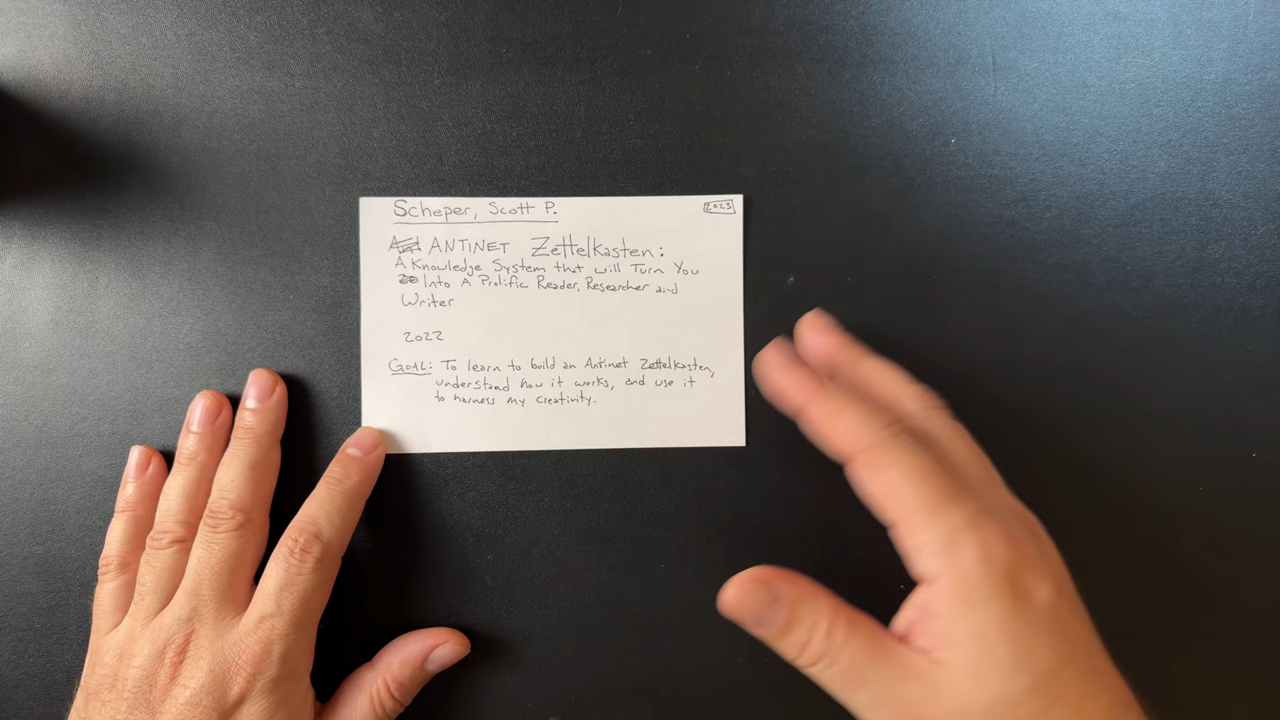 Scheper, Scott P.
2023
ANTINET Zettelkasten:
A Knowledge System that will Turn You
Into A Prolific Reader, Researcher and
Writer
2022
GOAL: To learn to build an Antinet Zettelkasten,
understand how it works, and use it
to harness my creativity.